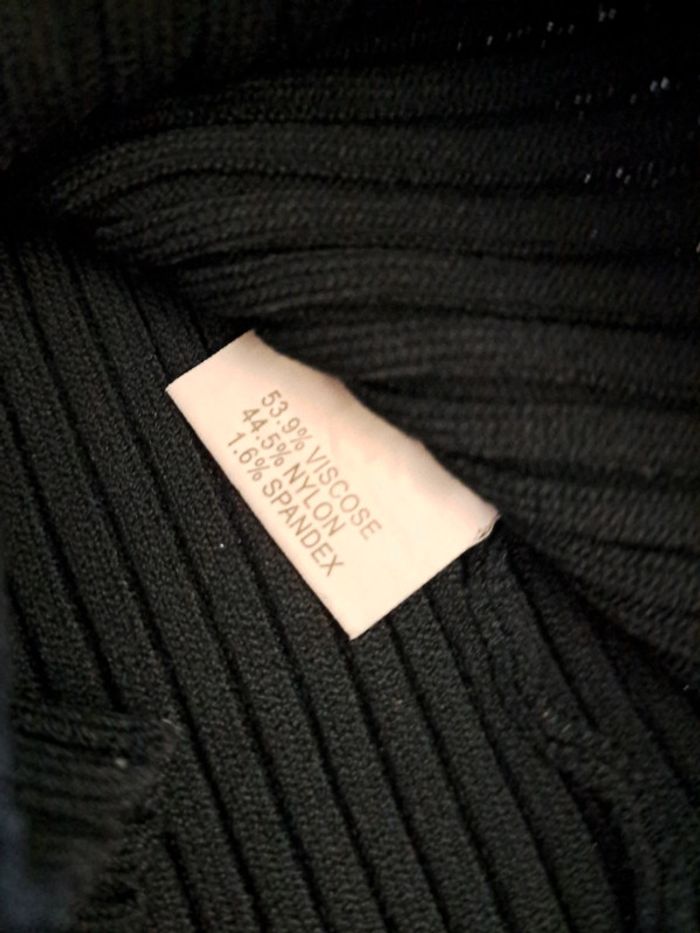 53.9% VISCOSE
44.5% NYLON
1.6% SPANDEX